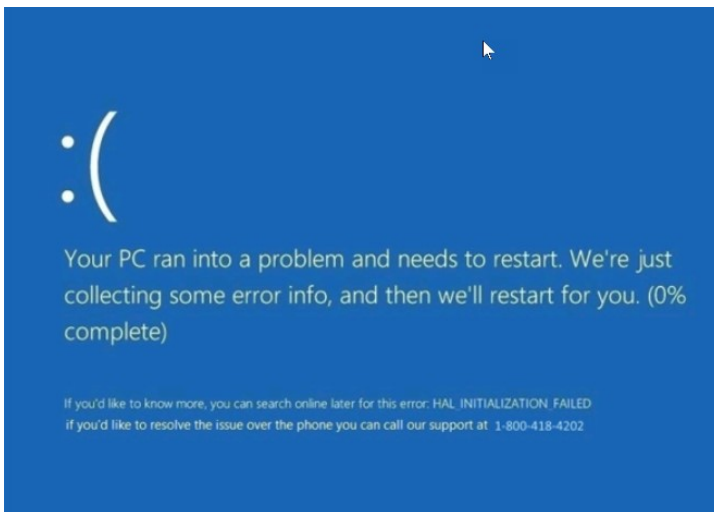 :(
Your PC ran into a problem and needs to restart. We're just
collecting some error info, and then we'll restart for you. (0%
complete)
If you'd like to know more, you can search online later for this error: HAL_INITIALIZATION_FAILED
if you'd like to resolve the issue over the phone you can call our support at 1-800-418-4202